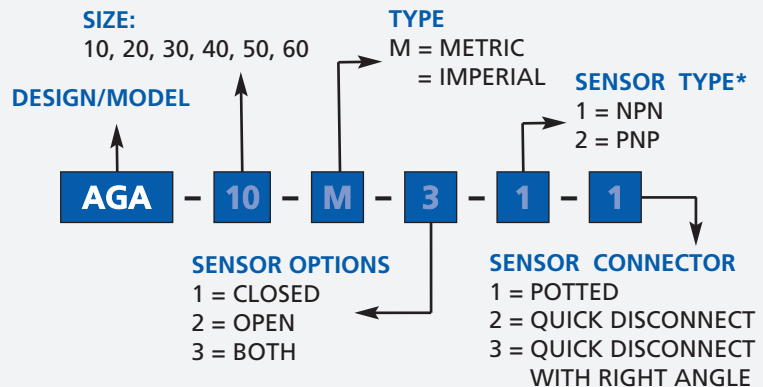 SIZE:
10, 20, 30, 40, 50, 60
TYPE
M = METRIC
= IMPERIAL
DESIGN/MODEL
SENSOR TYPE*
1 = NPN
2 = PNP
AGA - 10 - M - 3 - 1 - 1
SENSOR OPTIONS
1 = CLOSED
2 = OPEN
3 = BOTH
SENSOR CONNECTOR
1 = POTTED
2 = QUICK DISCONNECT
3 = QUICK DISCONNECT
WITH RIGHT ANGLE